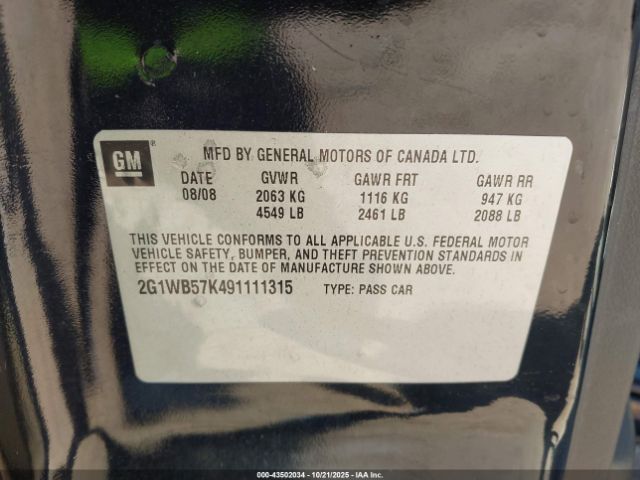 GM ®
MFD BY GENERAL MOTORS OF CANADA LTD.
DATE GVWR GAWR FRT GAWR RR
08/08 2063 KG 1116 KG 947 KG
4549 LB 2461 LB 2088 LB
THIS VEHICLE CONFORMS TO ALL APPLICABLE U.S. FEDERAL MOTOR
VEHICLE SAFETY, BUMPER, AND THEFT PREVENTION STANDARDS IN
EFFECT ON THE DATE OF MANUFACTURE SHOWN ABOVE.
2G1WB57K491111315 TYPE: PASS CAR
000-43502034 - 10/21/2025 - IAAI.COM